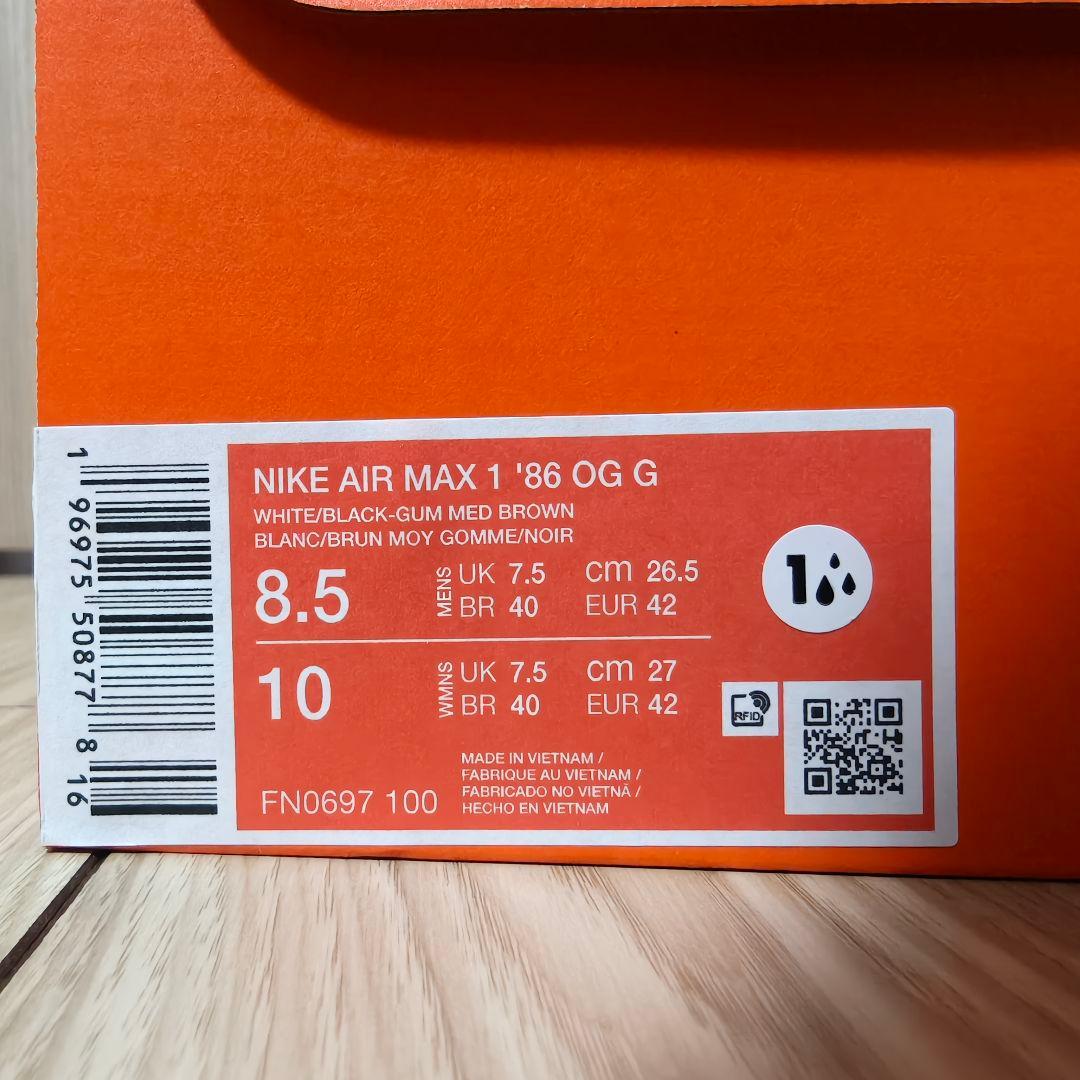 NIKE AIR MAX 1 '86 OG G
WHITE/BLACK-GUM MED BROWN
BLANC/BRUN MOY GOMME/NOIR
8.5 MENS UK 7.5 cm 26.5
BR 40 EUR 42
10 WMNS UK 7.5 cm 27
BR 40 EUR 42
MADE IN VIETNAM /
FABRIQUE AU VIETNAM /
FABRICADO NO VIETNÃ /
HECHO EN VIETNAM
FN0697 100
1 96975 50877 8 16
1
RFID